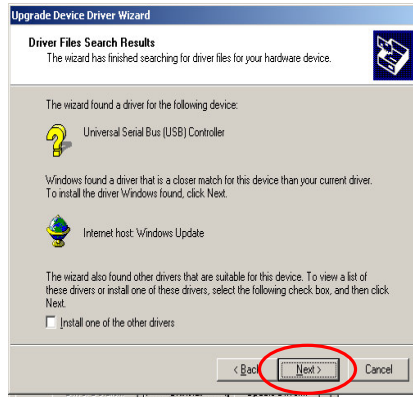 Upgrade Device Driver Wizard
Driver Files Search Results
The wizard has finished searching for driver files for your hardware device.
The wizard found a driver for the following device:
Universal Serial Bus (USB) Controller
Windows found a driver that is a closer match for this device than your current driver.
To install the driver Windows found, click Next.
Internet host: Windows Update
The wizard also found other drivers that are suitable for this device. To view a list of
these drivers or install one of these drivers, select the following check box, and then click
Next.
Install one of the other drivers
< Back Next > Cancel